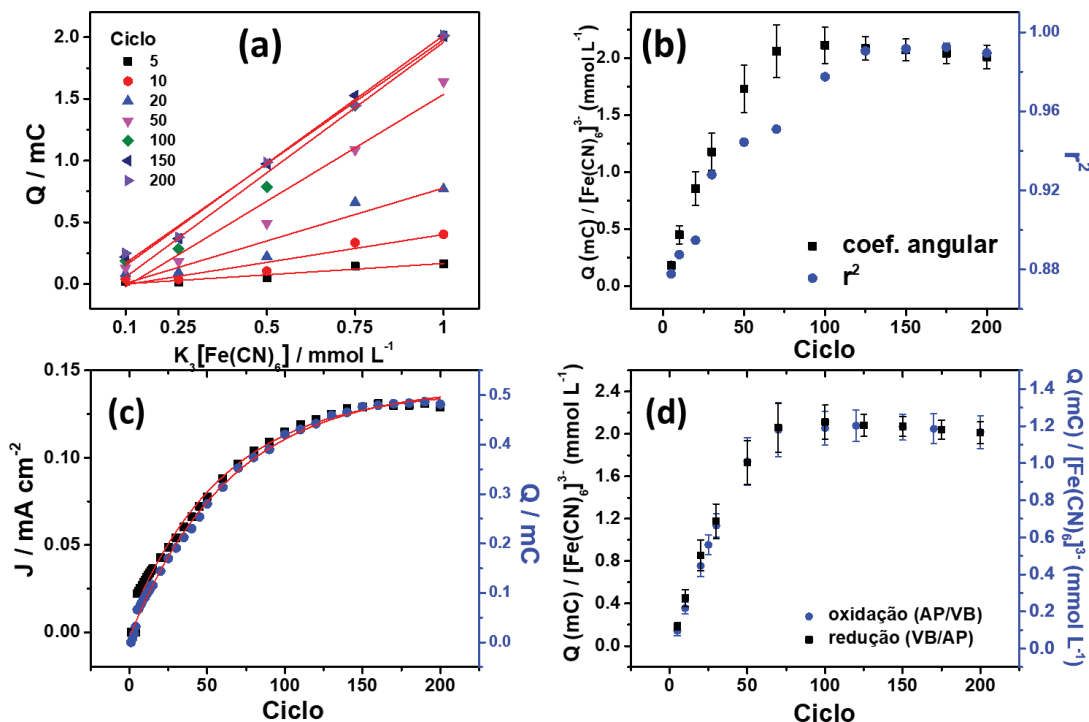 (a)
Q / mC
2.0
1.5
1.0
0.5
0.0
Ciclo
5
10
20
50
100
150
200
0.1 0.25 0.5 0.75 1
K3[Fe(CN)6] / mmol L-1
(b)
Q (mC) / [Fe(CN)6]3- (mmol L-1)
2.0
1.5
1.0
0.5
0.0
1.00
0.96
0.92
0.88
r2
coef. angular
r2
0 50 100 150 200
Ciclo
(c)
J / mA cm-2
0.15
0.10
0.05
0.00
0.5
0.4
0.3
0.2
0.1
0.0
Q / mC
0 50 100 150 200
Ciclo
(d)
Q (mC) / [Fe(CN)6]3- (mmol L-1)
2.4
2.0
1.6
1.2
0.8
0.4
0.0
1.4
1.2
1.0
0.8
0.6
0.4
0.2
0.0
Q (mC) / [Fe(CN)6]3- (mmol L-1)
oxidação (AP/VB)
redução (VB/AP)
0 50 100 150 200
Ciclo